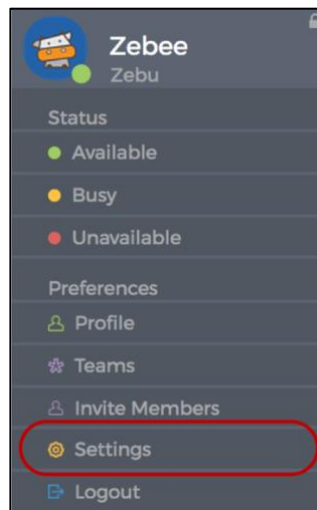 Zebee
Zebu
Status
Available
Busy
Unavailable
Preferences
Profile
Teams
Invite Members
Settings
Logout